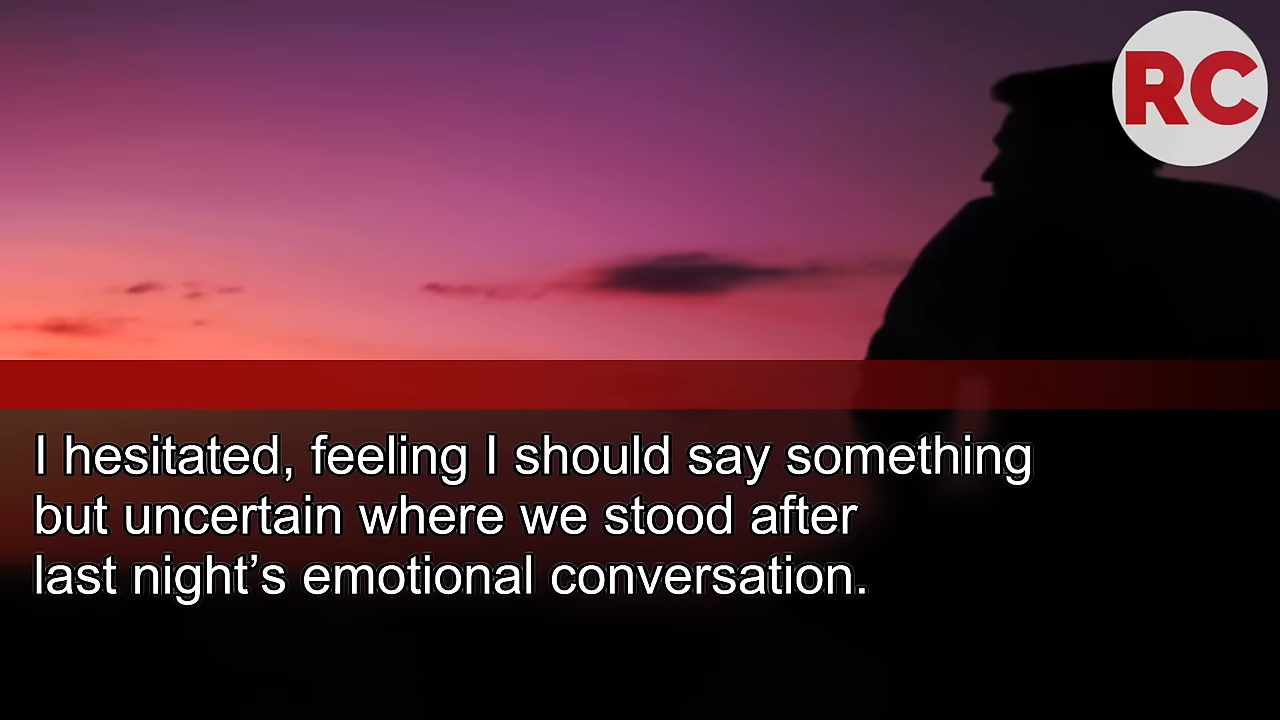 RC
I hesitated, feeling I should say something
but uncertain where we stood after
last night’s emotional conversation.